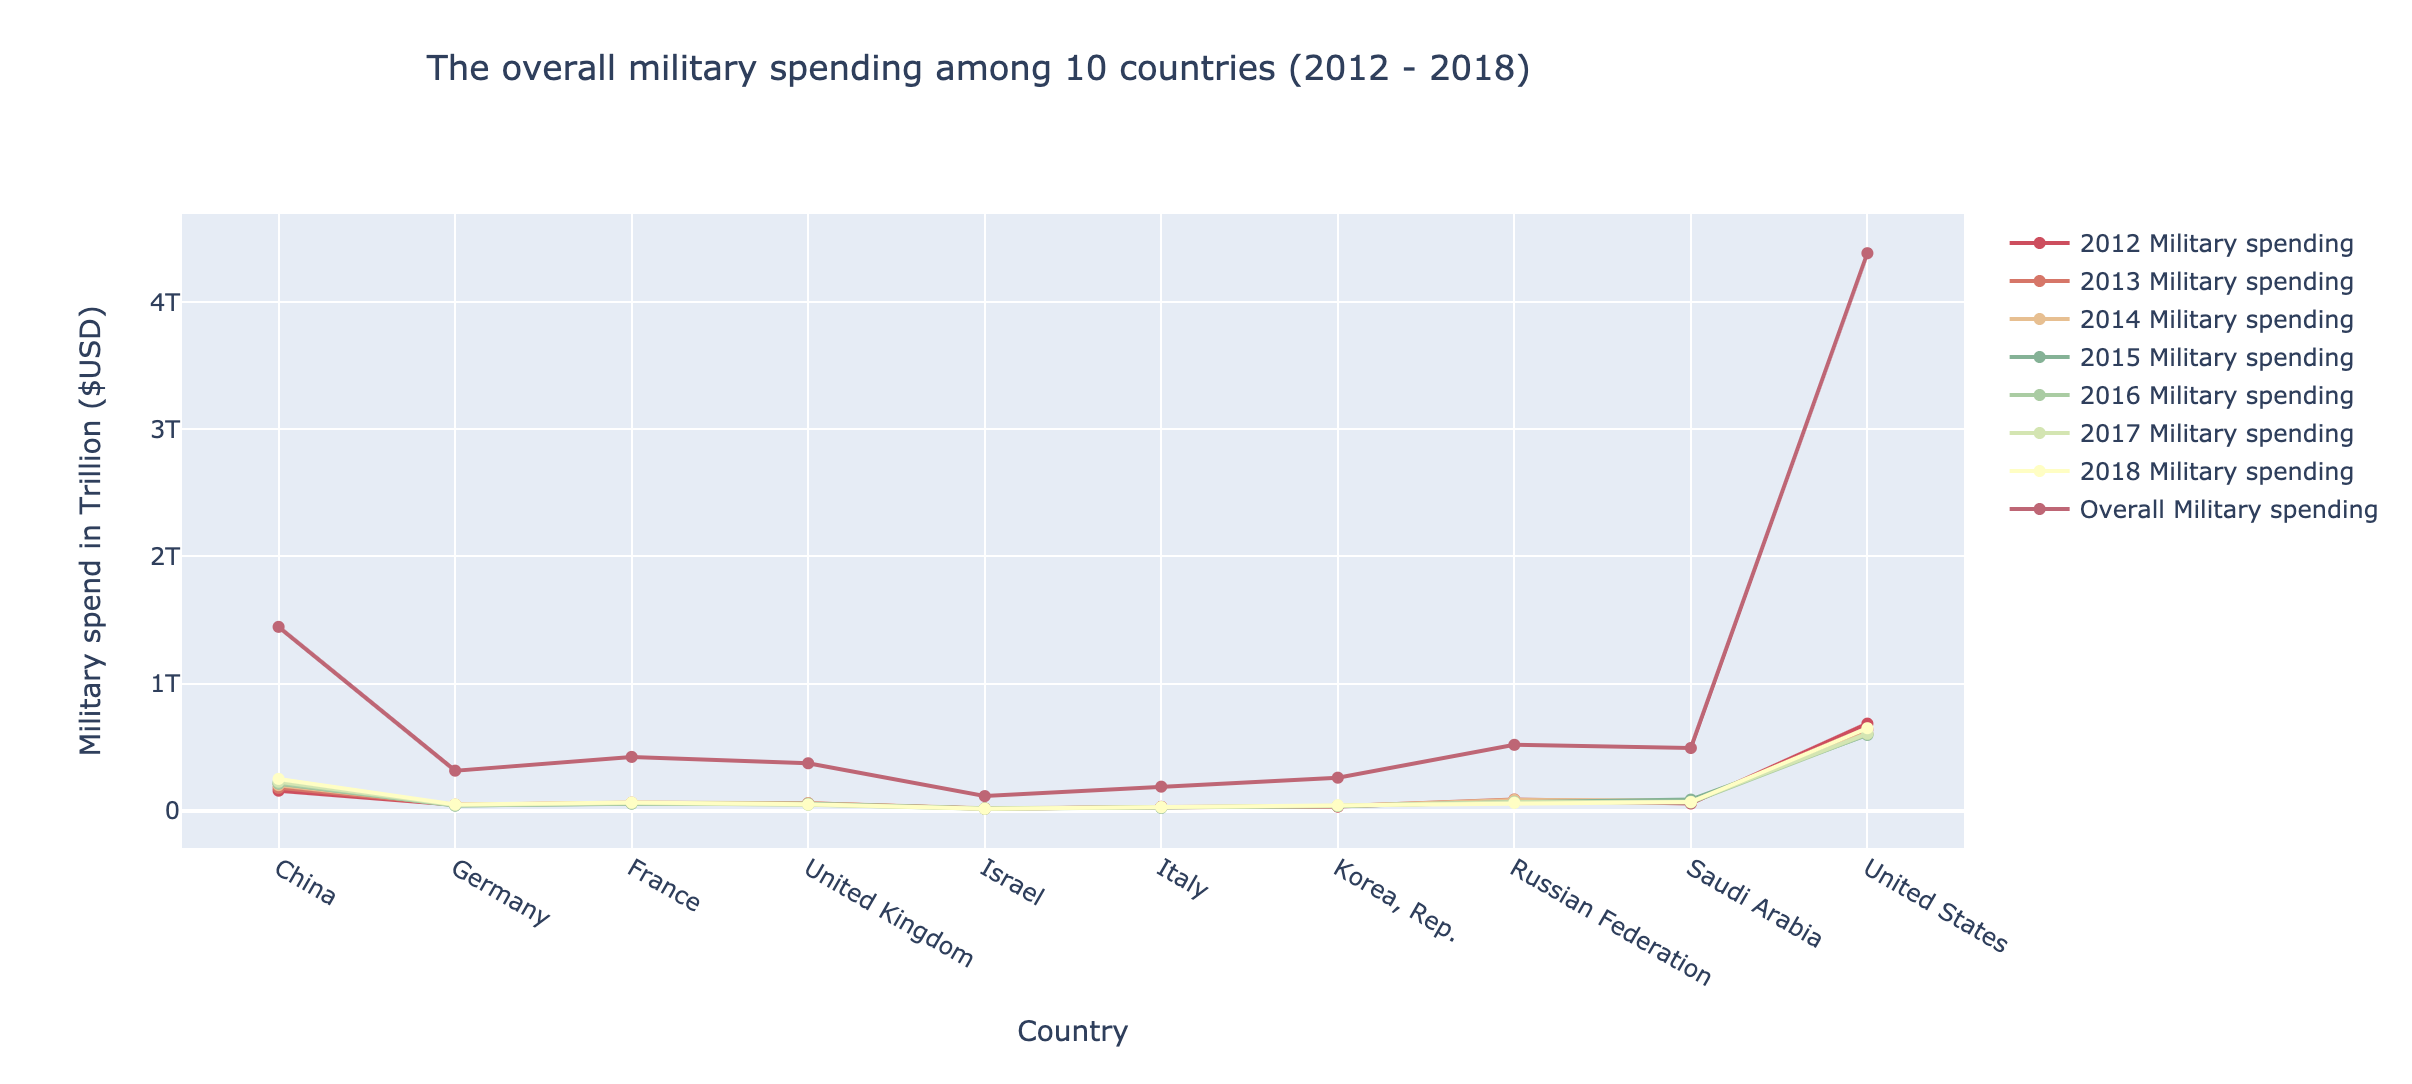 The overall military spending among 10 countries (2012 - 2018)
Military spend in Trillion ($USD)
4T
3T
2T
1T
0
China
Germany
France
United Kingdom
Israel
Italy
Korea, Rep.
Russian Federation
Saudi Arabia
United States
Country
2012 Military spending
2013 Military spending
2014 Military spending
2015 Military spending
2016 Military spending
2017 Military spending
2018 Military spending
Overall Military spending